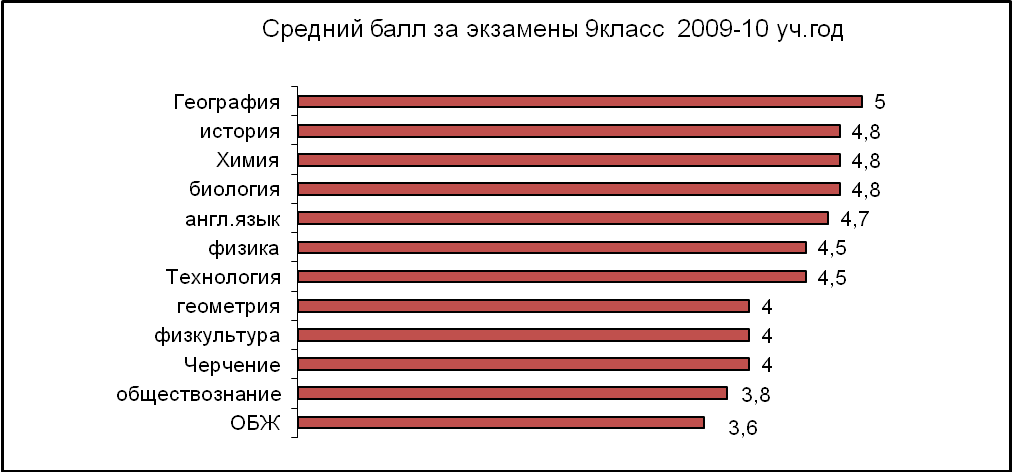 Средний балл за экзамены 9класс  2009-10 уч.год
География 5
история 4,8
Химия 4,8
биология 4,8
англ.язык 4,7
физика 4,5
Технология 4,5
геометрия 4
физкультура 4
Черчение 4
обществознание 3,8
ОБЖ 3,6